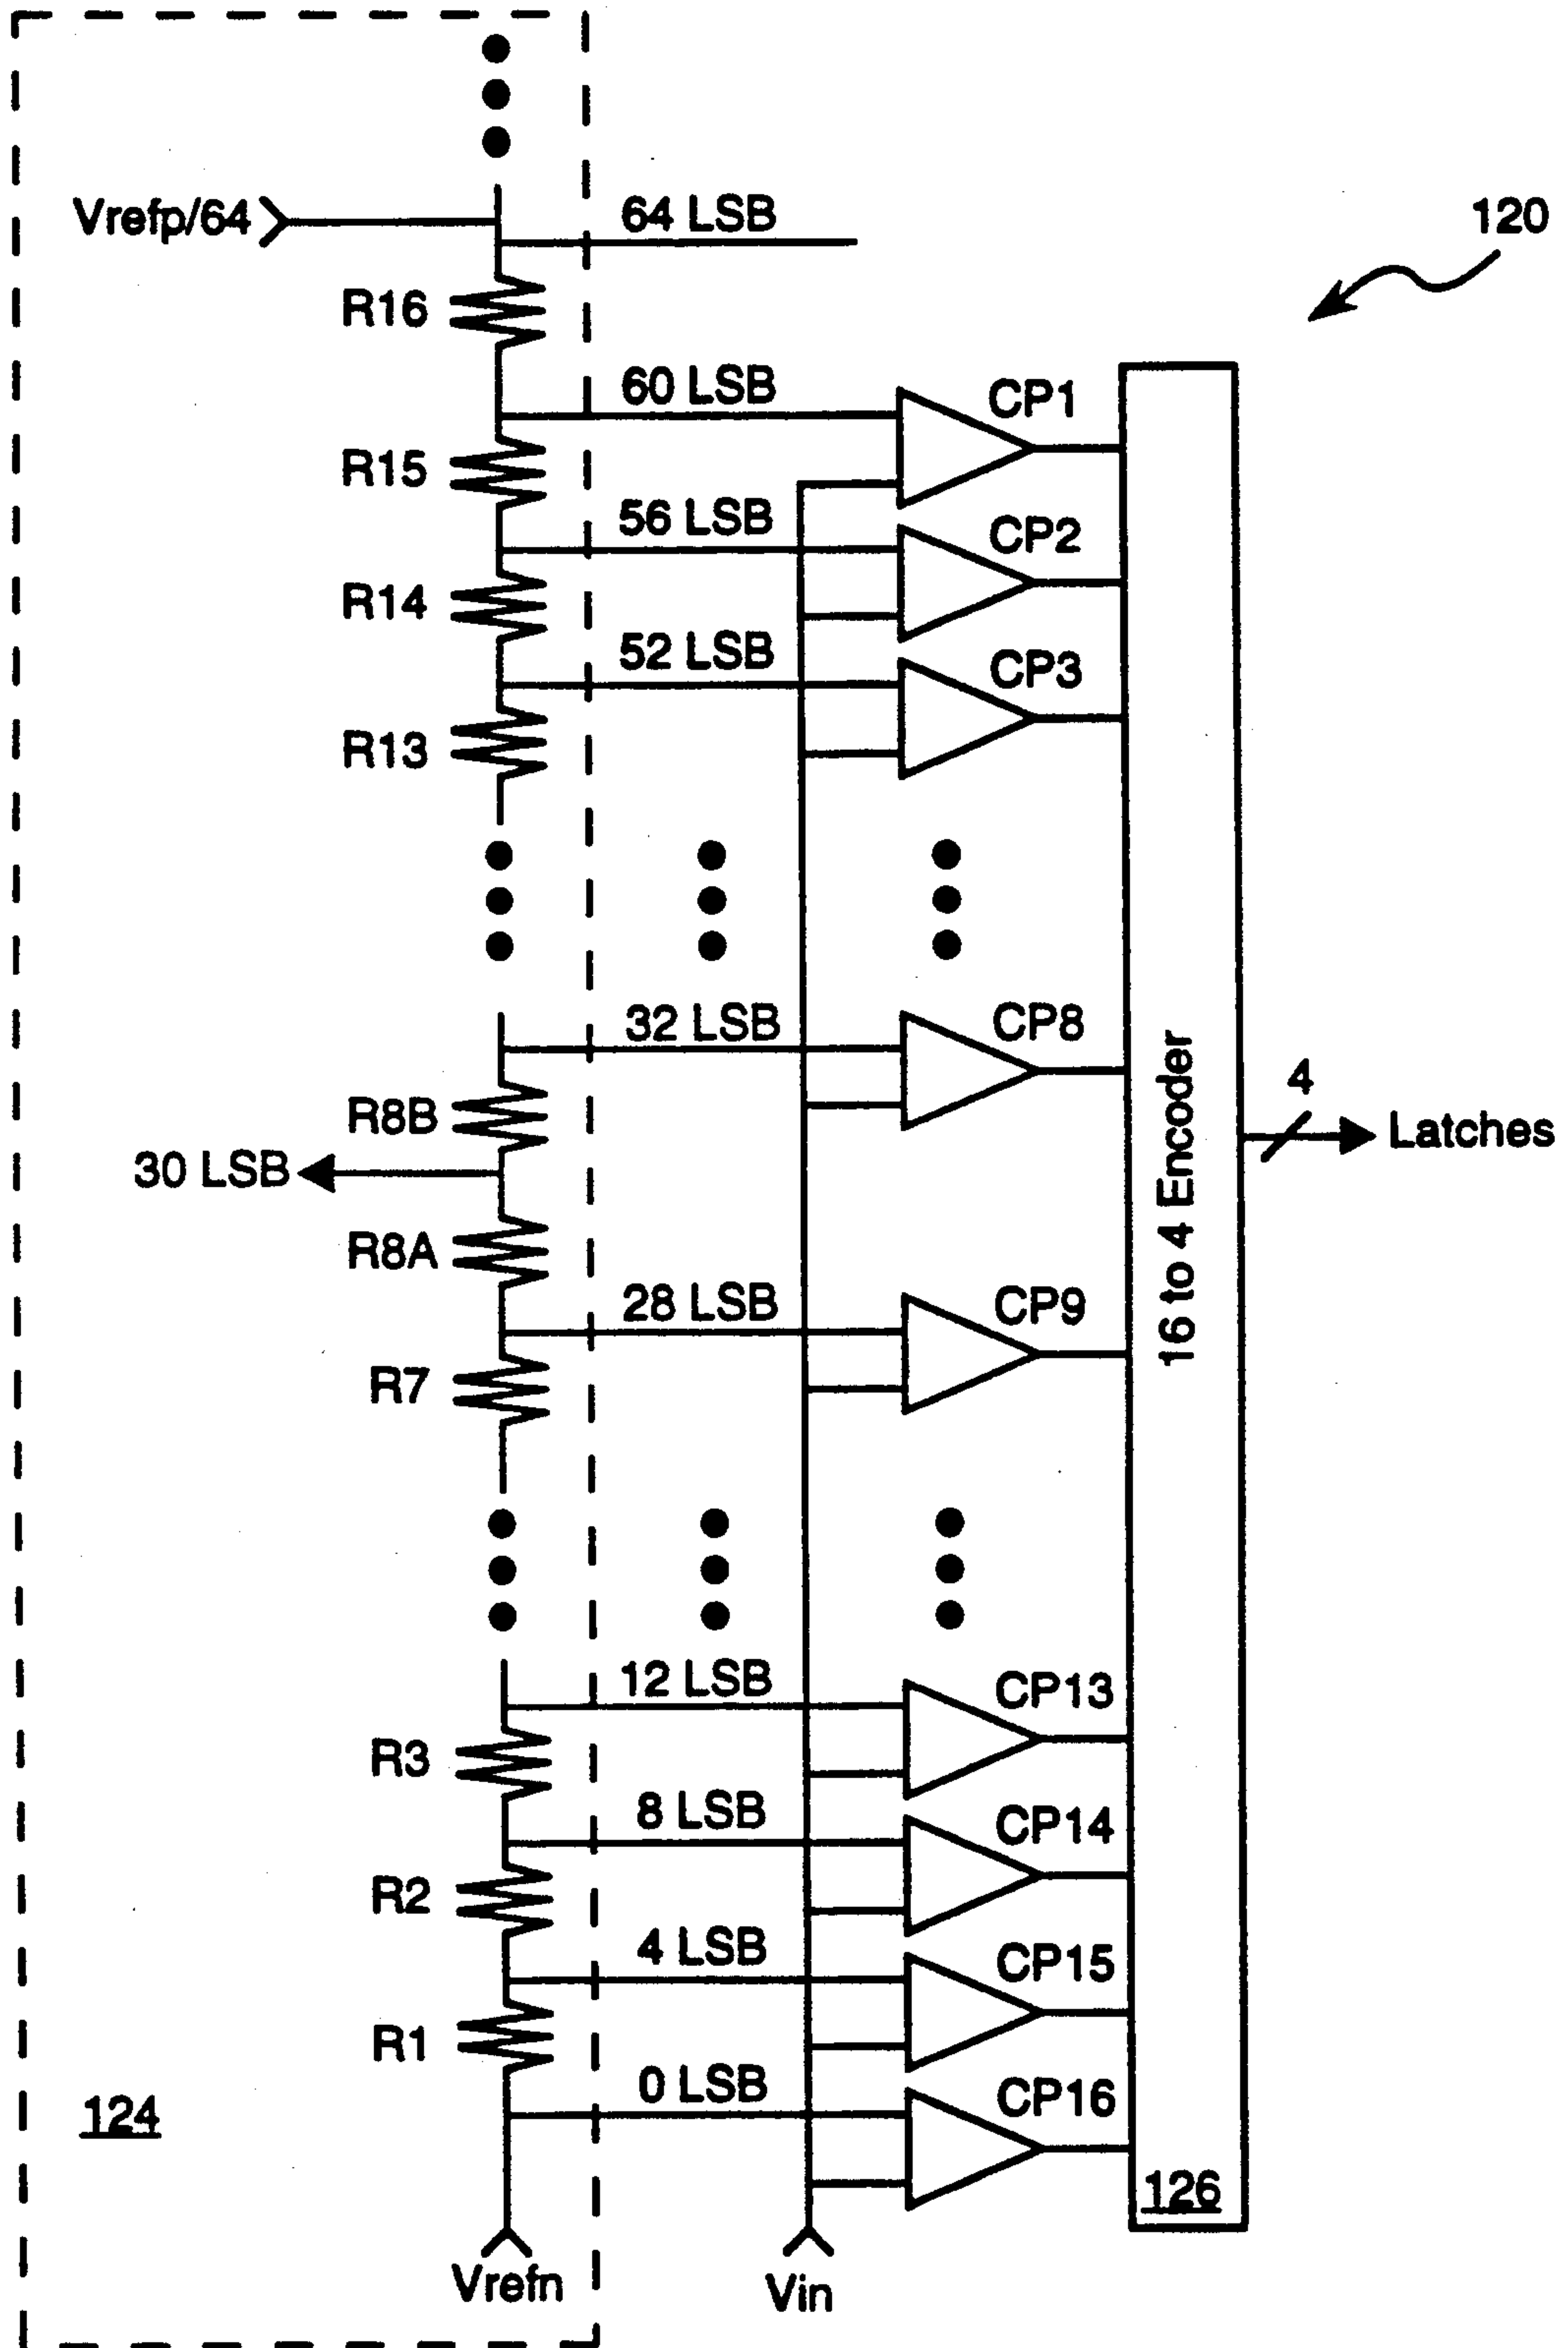 Vrefp/64
64 LSB
120
R16
60 LSB
CP1
R15
56 LSB
CP2
R14
52 LSB
CP3
R13
32 LSB
CP8
R8B
4
30 LSB
Latches
16 to 4 Encoder
R8A
28 LSB
CP9
R7
12 LSB
CP13
R3
8 LSB
CP14
R2
4 LSB
CP15
R1
0 LSB
CP16
124
126
Vrefn
Vin